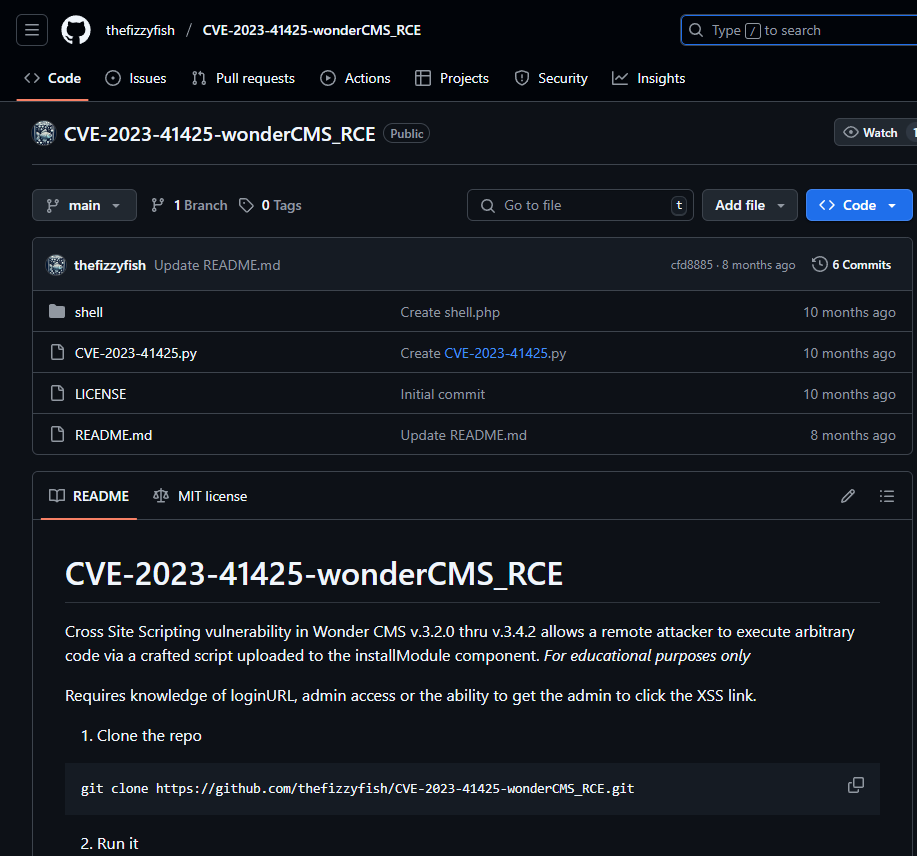 thefizzyfish / CVE-2023-41425-wonderCMS_RCE
Type / to search
Code Issues Pull requests Actions Projects Security Insights
CVE-2023-41425-wonderCMS_RCE Public
Watch 1
main 1 Branch 0 Tags
Go to file t
Add file
Code
thefizzyfish Update README.md cfd8885 · 8 months ago 6 Commits
shell Create shell.php 10 months ago
CVE-2023-41425.py Create CVE-2023-41425.py 10 months ago
LICENSE Initial commit 10 months ago
README.md Update README.md 8 months ago
README MIT license
CVE-2023-41425-wonderCMS_RCE
Cross Site Scripting vulnerability in Wonder CMS v.3.2.0 thru v.3.4.2 allows a remote attacker to execute arbitrary
code via a crafted script uploaded to the installModule component. For educational purposes only
Requires knowledge of loginURL, admin access or the ability to get the admin to click the XSS link.
1. Clone the repo
git clone https://github.com/thefizzyfish/CVE-2023-41425-wonderCMS_RCE.git
2. Run it